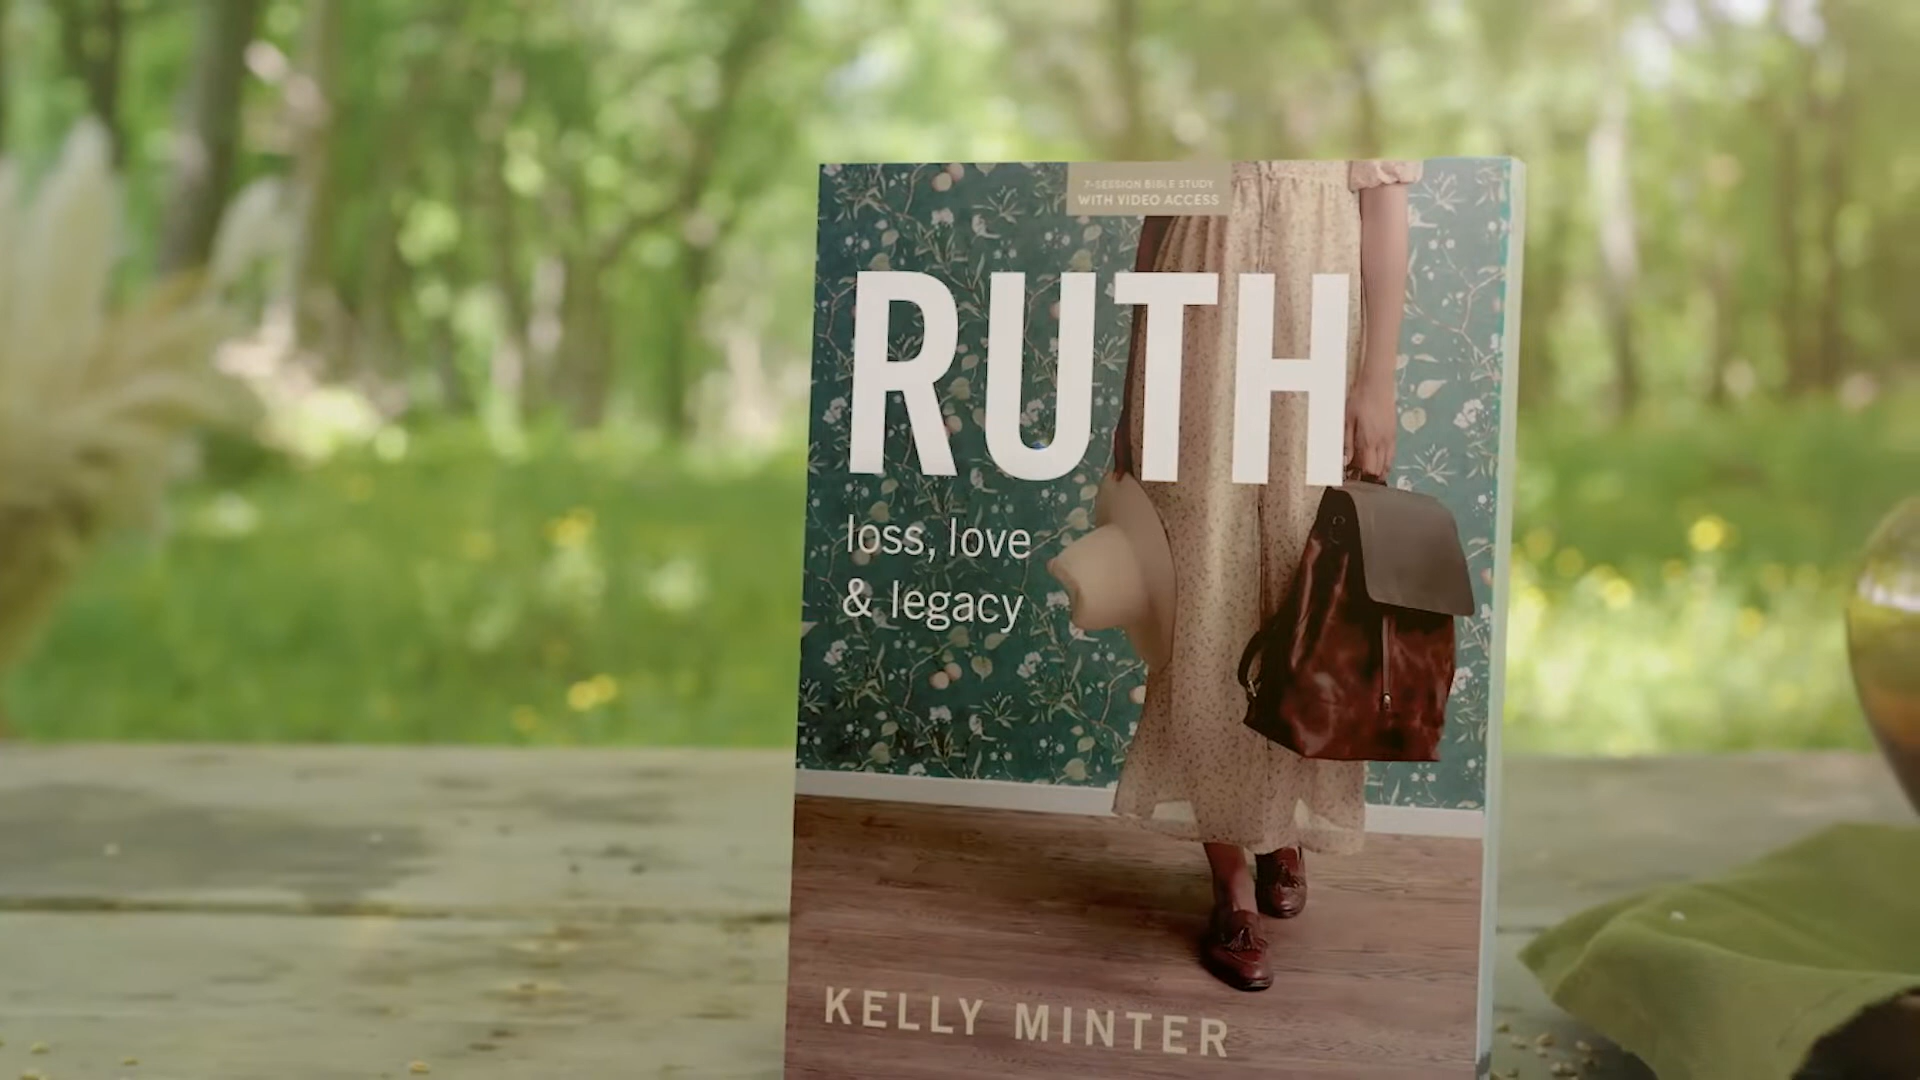 7-SESSION BIBLE STUDY
WITH VIDEO ACCESS
RUTH
loss, love
& legacy
KELLY MINTER